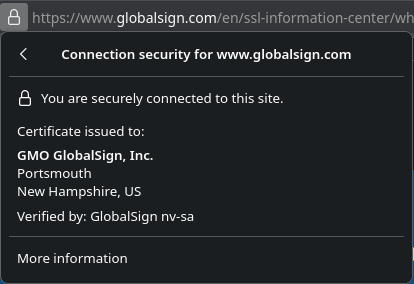 https://www.globalsign.com/en/ssl-information-center/wh
Connection security for www.globalsign.com
You are securely connected to this site.
Certificate issued to:
GMO GlobalSign, Inc.
Portsmouth
New Hampshire, US
Verified by: GlobalSign nv-sa
More information